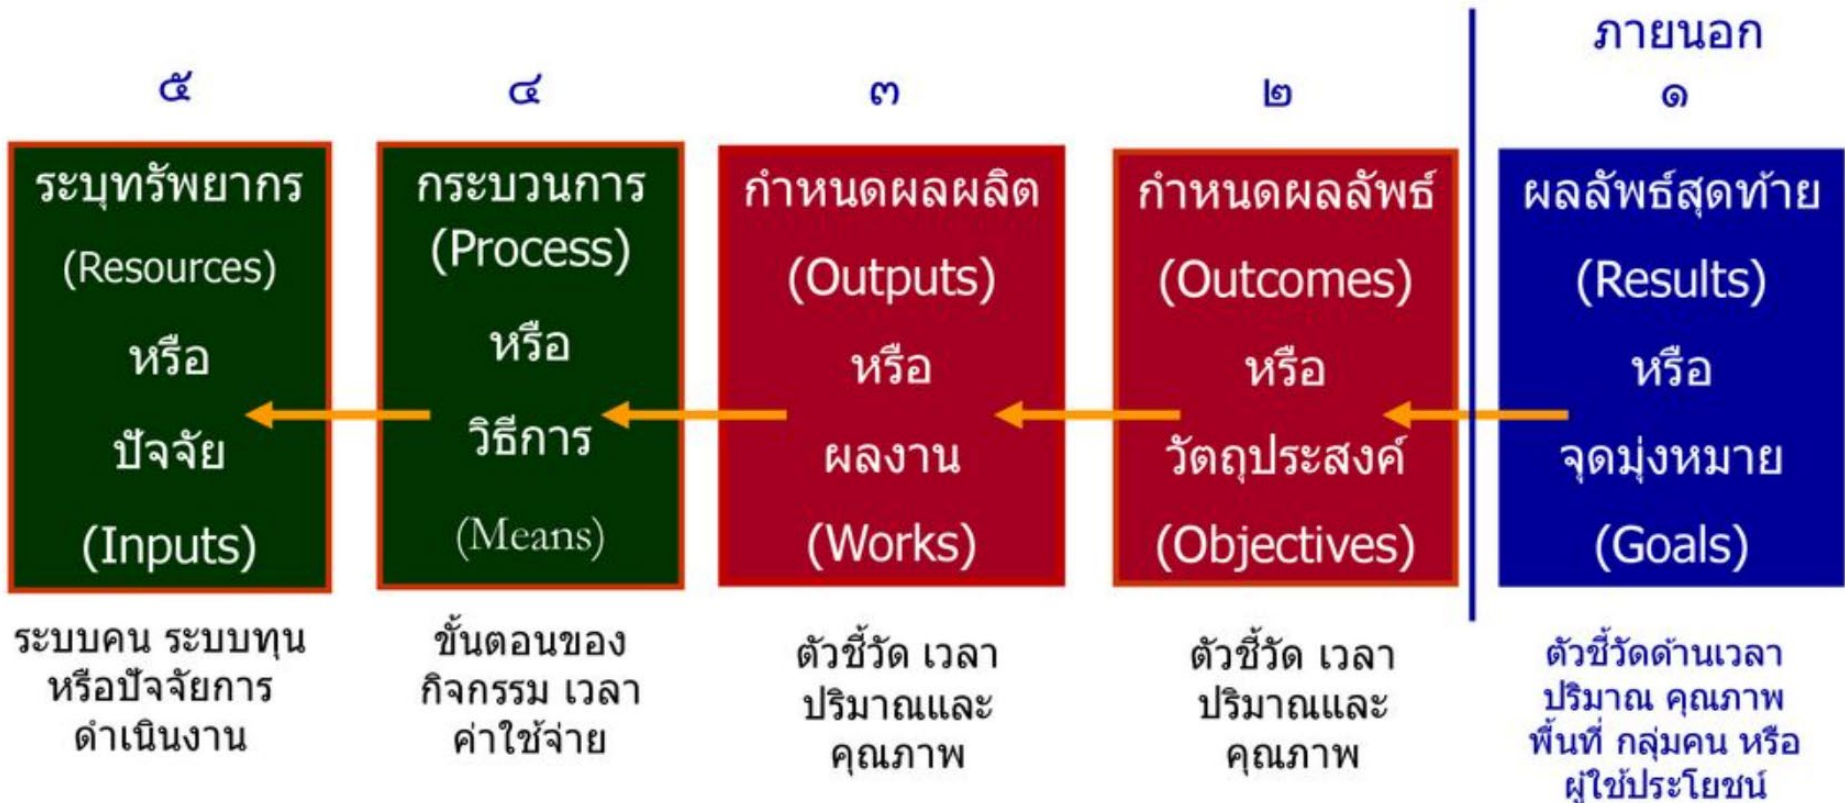 ๕
ระบุทรัพยากร
(Resources)
หรือ
ปัจจัย
(Inputs)
ระบบคน ระบบทุน
หรือปัจจัยการ
ดำเนินงาน
๔
กระบวนการ
(Process)
หรือ
วิธีการ
(Means)
ขั้นตอนของ
กิจกรรม เวลา
ค่าใช้จ่าย
๓
กำหนดผลผลิต
(Outputs)
หรือ
ผลงาน
(Works)
ตัวชี้วัด เวลา
ปริมาณและ
คุณภาพ
๒
กำหนดผลลัพธ์
(Outcomes)
หรือ
วัตถุประสงค์
(Objectives)
ตัวชี้วัด เวลา
ปริมาณและ
คุณภาพ
ภายนอก
๑
ผลลัพธ์สุดท้าย
(Results)
หรือ
จุดมุ่งหมาย
(Goals)
ตัวชี้วัดด้านเวลา
ปริมาณ คุณภาพ
พื้นที่ กลุ่มคน หรือ
ผู้ใช้ประโยชน์